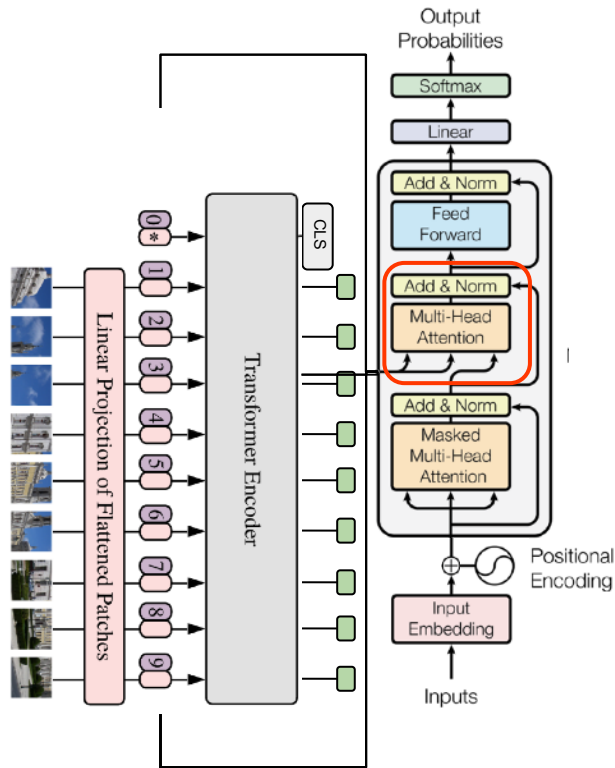 Output
Probabilities
Softmax
Linear
Add & Norm
Feed
Forward
Add & Norm
Multi-Head
Attention
Add & Norm
Masked
Multi-Head
Attention
Positional
Encoding
Input
Embedding
Inputs
CLS
Transformer Encoder
0 *
1
2
3
4
5
6
7
8
9
Linear Projection of Flattened Patches